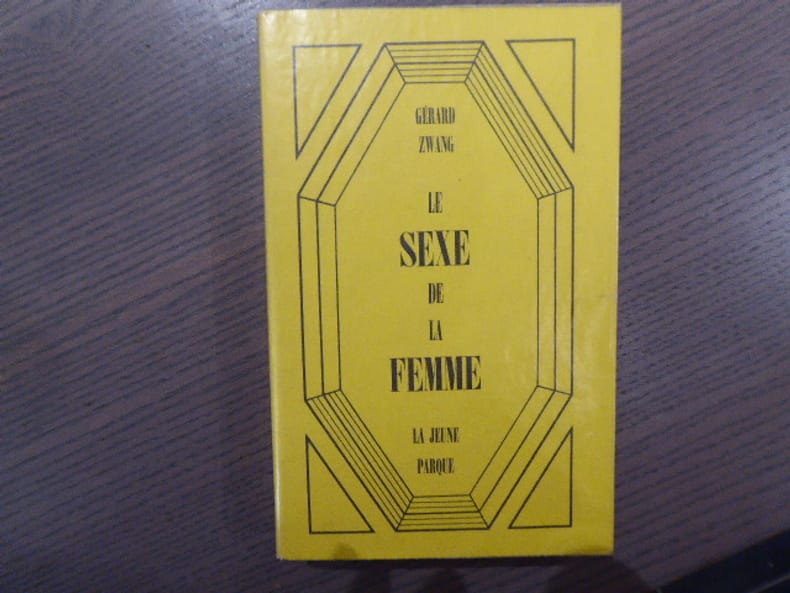 GÉRARD
ZWANG
LE
SEXE
DE
LA
FEMME
LA JEUNE
PARQUE